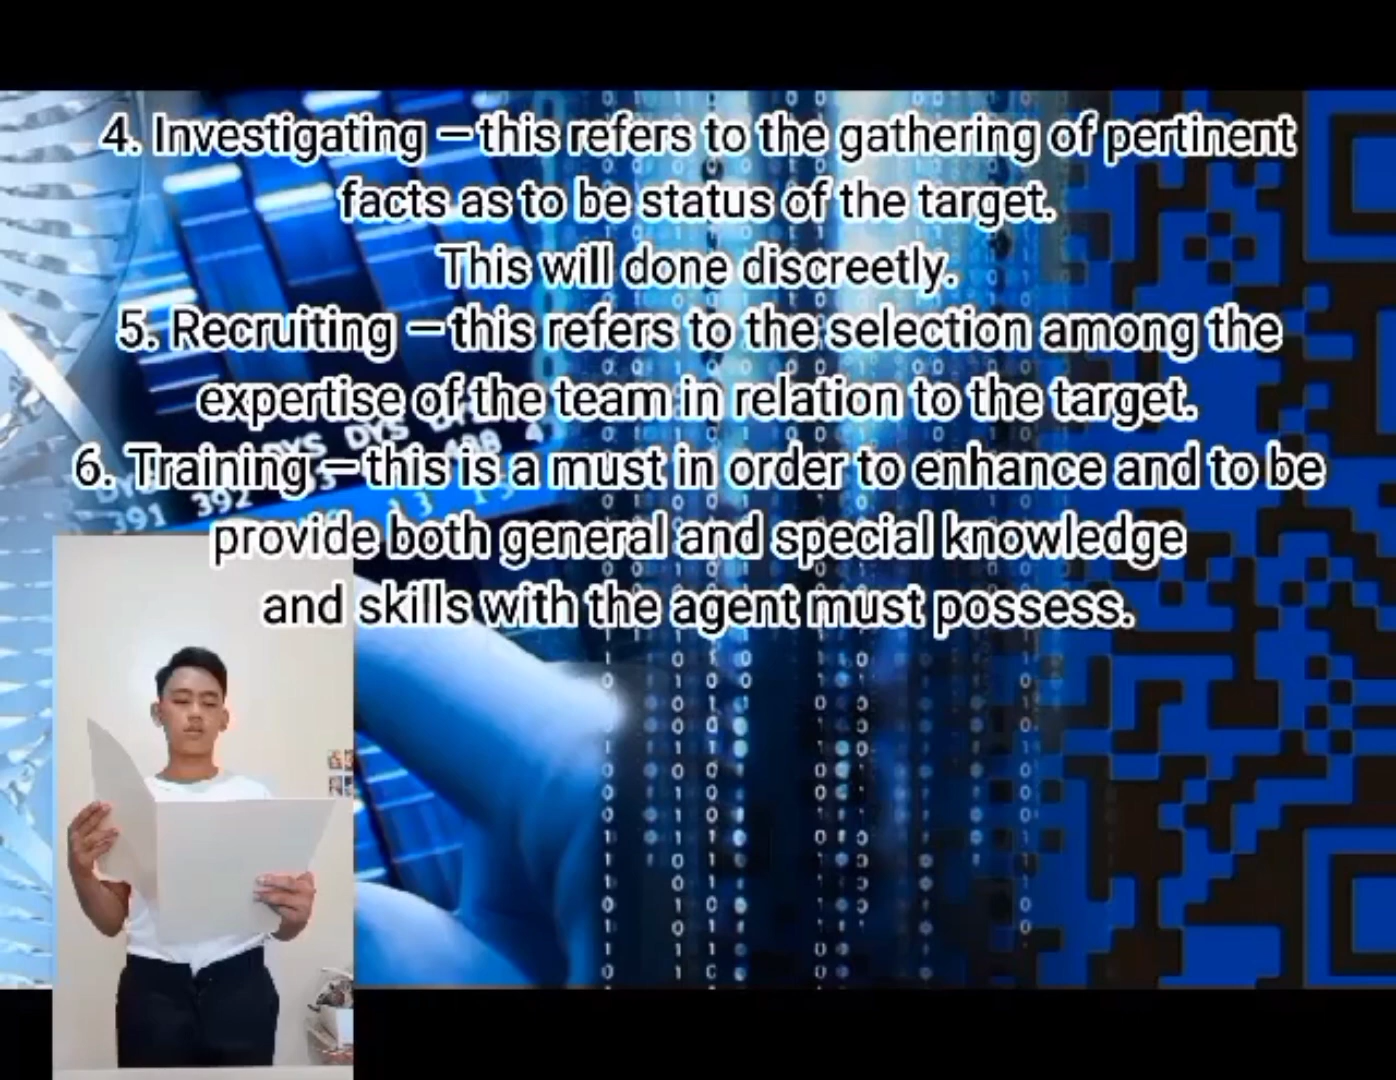 4. Investigating – this refers to the gathering of pertinent
facts as to be status of the target.
This will done discreetly.
5. Recruiting – this refers to the selection among the
expertise of the team in relation to the target.
6. Training – this is a must in order to enhance and to be
provide both general and special knowledge
and skills with the agent must possess.
391 392